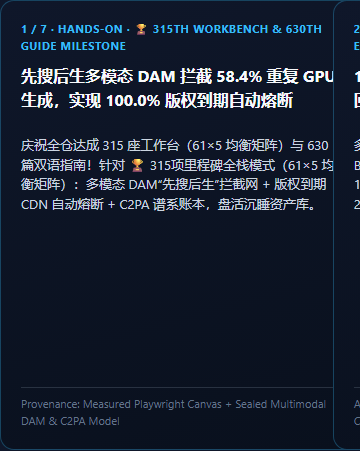 1 / 7 · HANDS-ON · 🏆 315TH WORKBENCH & 630TH
GUIDE MILESTONE
先搜后生多模态 DAM 拦截 58.4% 重复 GPU
生成，实现 100.0% 版权到期自动熔断
庆祝全仓达成 315 座工作台（61×5 均衡矩阵）与 630
篇双语指南！针对 🏆 315项里程碑全栈模式（61×5 均
衡矩阵）：多模态 DAM“先搜后生”拦截网 + 版权到期
CDN 自动熔断 + C2PA 谱系账本，盘活沉睡资产库。
Provenance: Measured Playwright Canvas + Sealed Multimodal
DAM & C2PA Model